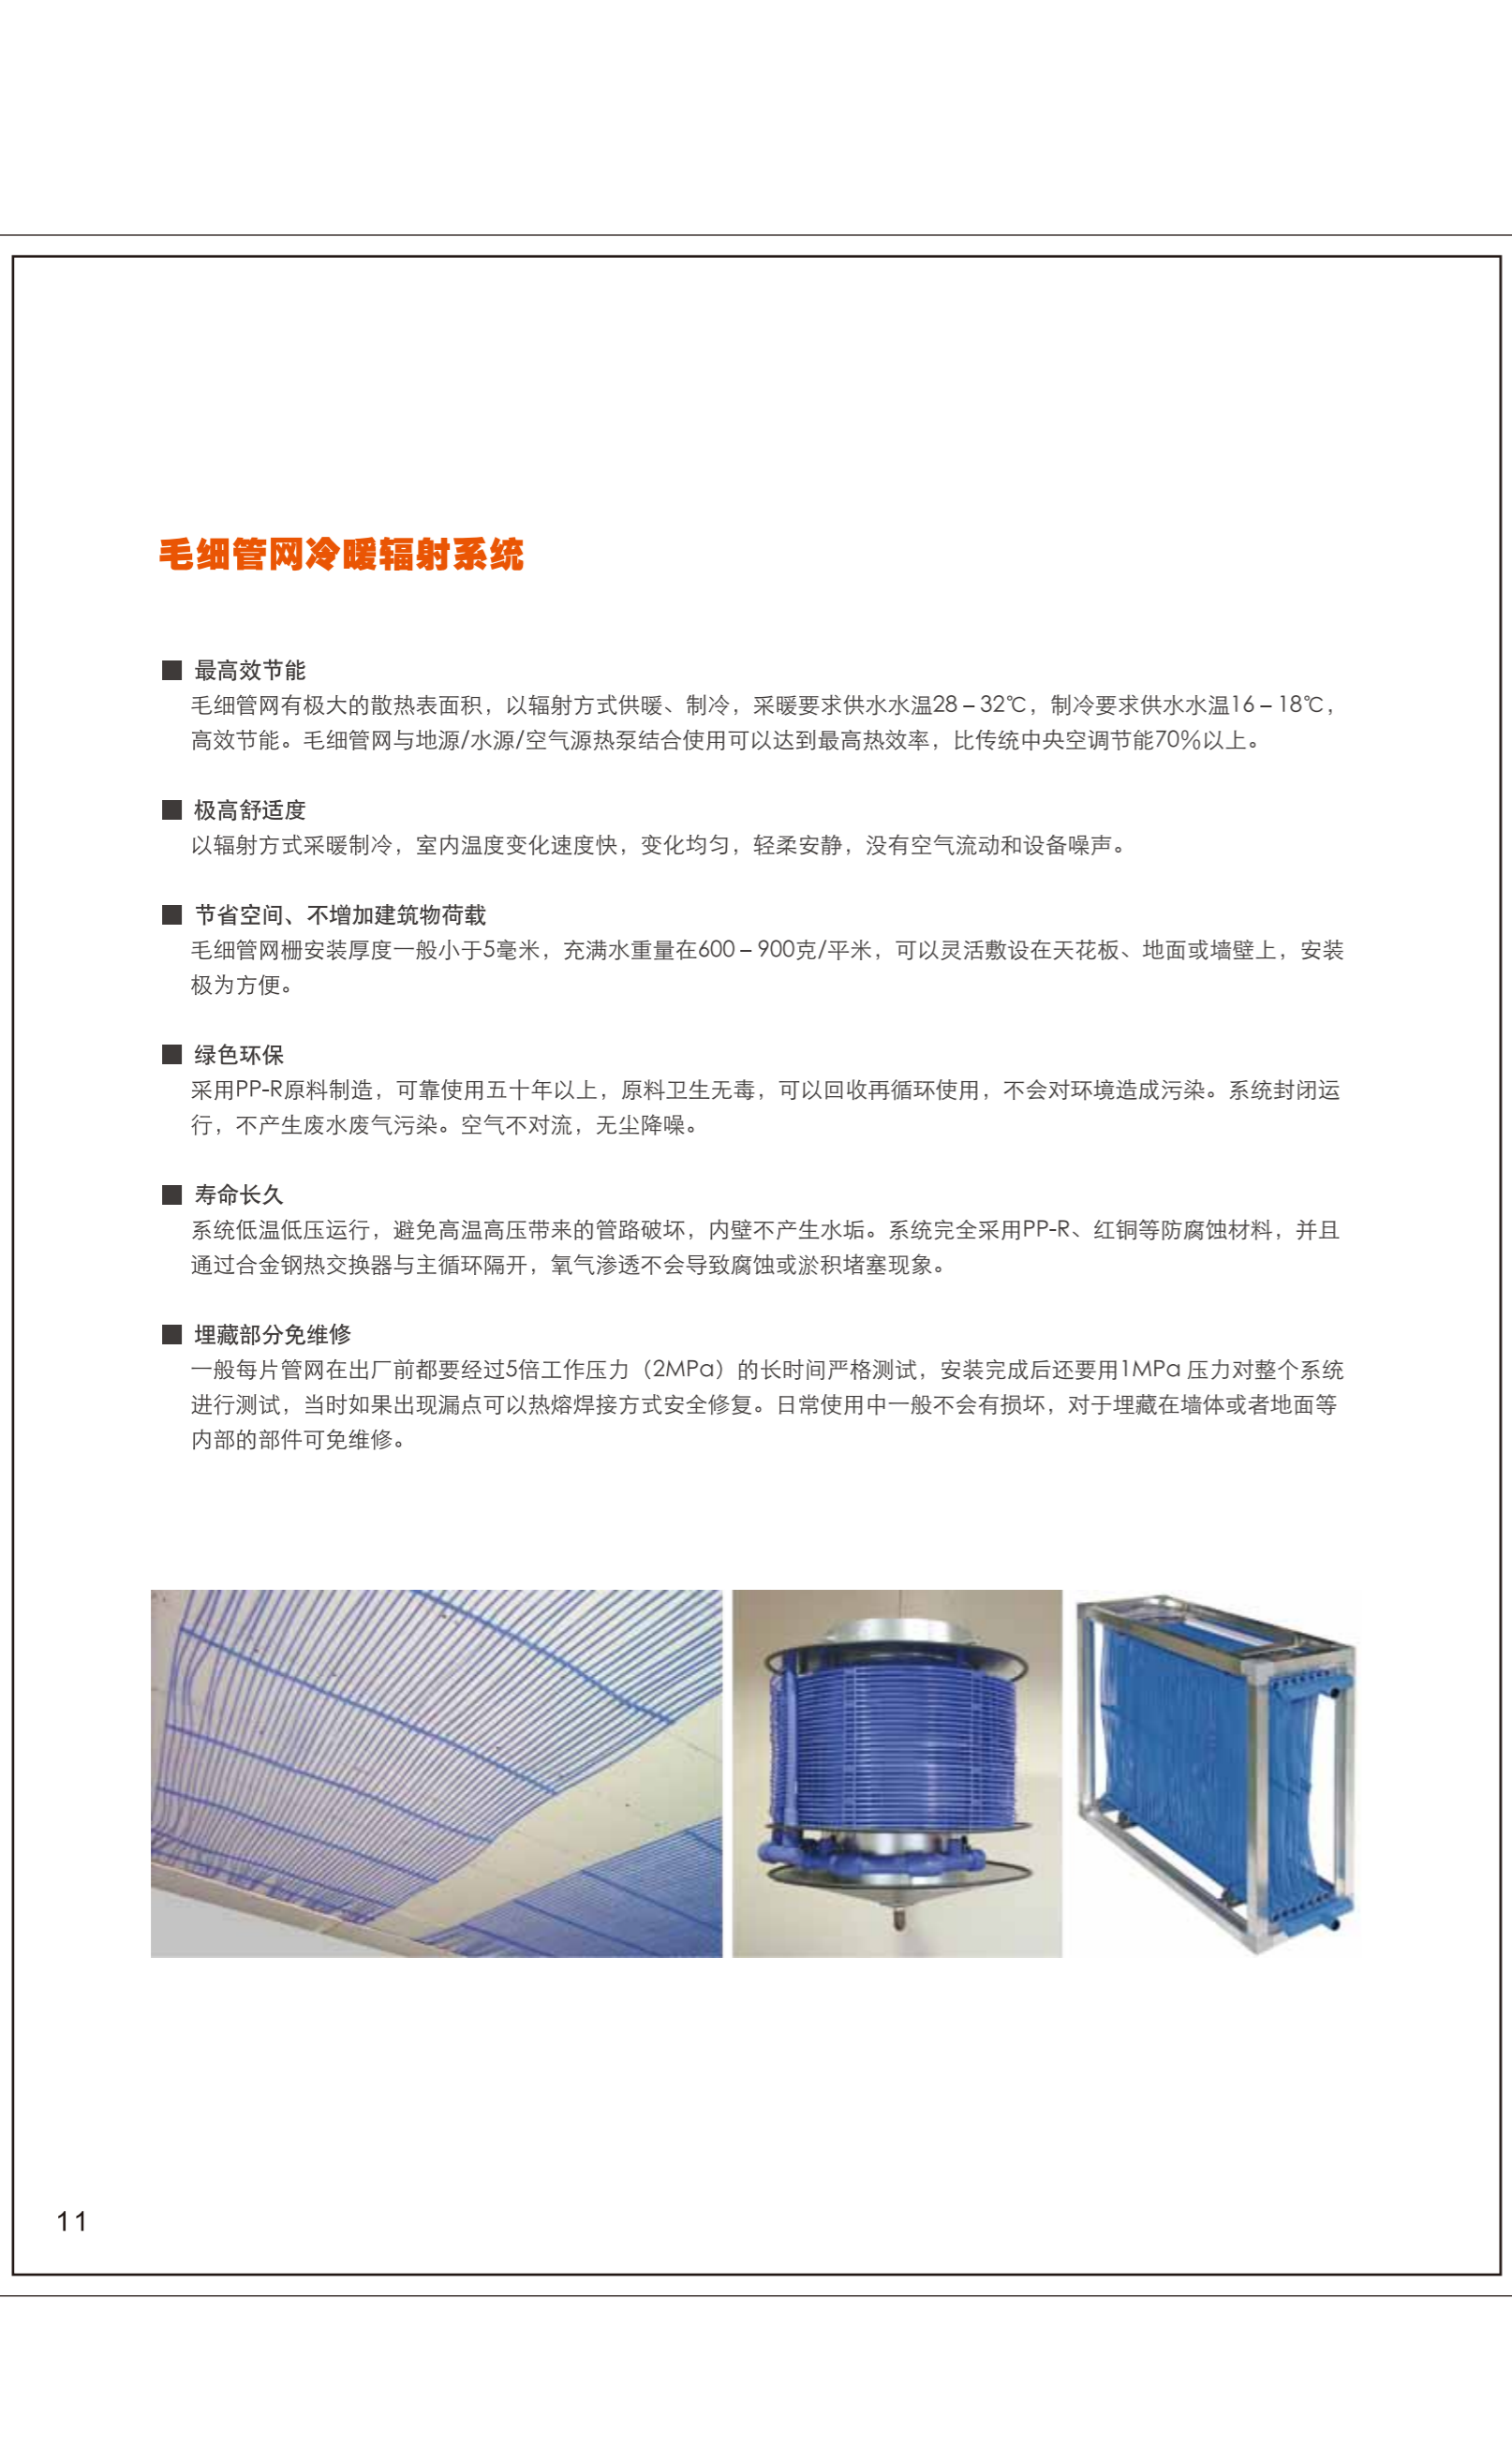 毛细管网冷暖辐射系统
■ 最高效节能
毛细管网有极大的散热表面积，以辐射方式供暖、制冷，采暖要求供水水温28 – 32℃，制冷要求供水水温16 – 18℃，
高效节能。毛细管网与地源/水源/空气源热泵结合使用可以达到最高热效率，比传统中央空调节能70%以上。
■ 极高舒适度
以辐射方式采暖制冷，室内温度变化速度快，变化均匀，轻柔安静，没有空气流动和设备噪声。
■ 节省空间、不增加建筑物荷载
毛细管网栅安装厚度一般小于5毫米，充满水重量在600 – 900克/平米，可以灵活敷设在天花板、地面或墙壁上，安装
极为方便。
■ 绿色环保
采用PP-R原料制造，可靠使用五十年以上，原料卫生无毒，可以回收再循环使用，不会对环境造成污染。系统封闭运
行，不产生废水废气污染。空气不对流，无尘降噪。
■ 寿命长久
系统低温低压运行，避免高温高压带来的管路破坏，内壁不产生水垢。系统完全采用PP-R、红铜等防腐蚀材料，并且
通过合金钢热交换器与主循环隔开，氧气渗透不会导致腐蚀或淤积堵塞现象。
■ 埋藏部分免维修
一般每片管网在出厂前都要经过5倍工作压力（2MPa）的长时间严格测试，安装完成后还要用1MPa 压力对整个系统
进行测试，当时如果出现漏点可以热熔焊接方式安全修复。日常使用中一般不会有损坏，对于埋藏在墙体或者地面等
内部的部件可免维修。
11